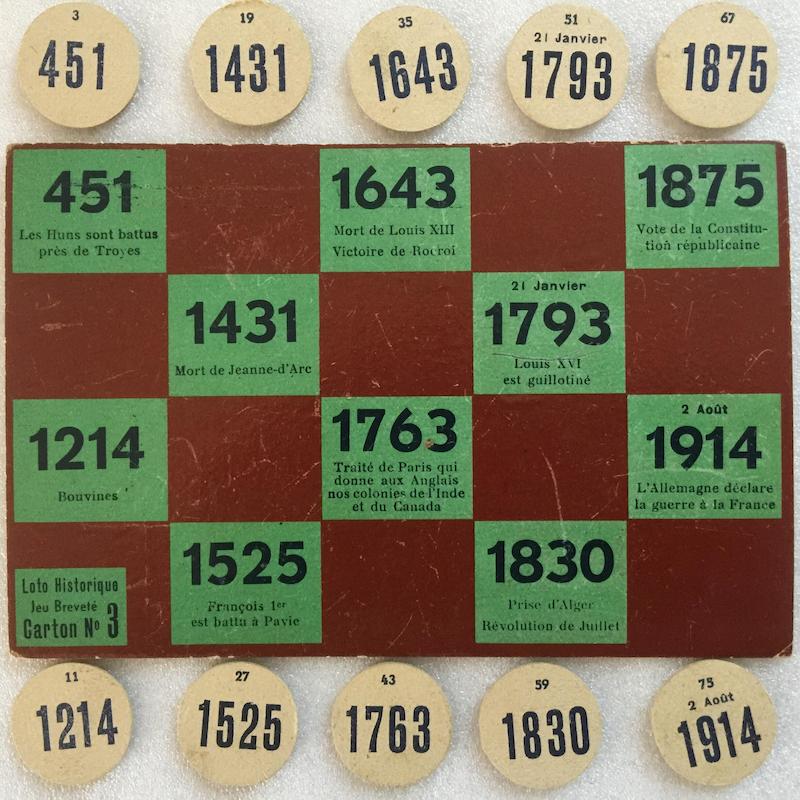 3
451
19
1431
35
1643
51
21 Janvier
1793
67
1875
451
Les Huns sont battus
près de Troyes
1643
Mort de Louis XIII
Victoire de Rocroi
1875
Vote de la Constitu-
tion républicaine
1431
Mort de Jeanne-d'Arc
21 Janvier
1793
Louis XVI
est guillotiné
1214
Bouvines
1763
Traité de Paris qui
donne aux Anglais
nos colonies de l'Inde
et du Canada
2 Août
1914
L'Allemagne déclare
la guerre à la France
Loto Historique
Jeu Breveté
Carton Nº 3
1525
François 1er
est battu à Pavie
1830
Prise d'Alger
Révolution de Juillet
11
1214
27
1525
43
1763
59
1830
75
2 Août
1914